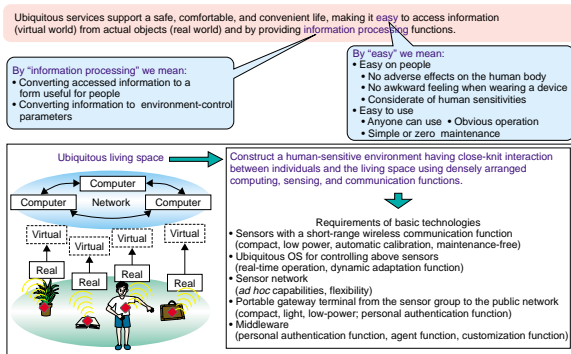 Ubiquitous services support a safe, comfortable, and convenient life, making it easy to access information
(virtual world) from actual objects (real world) and by providing information processing functions.
By "information processing" we mean:
• Converting accessed information to a
form useful for people
• Converting information to environment-control
parameters
By "easy" we mean:
• Easy on people
• No adverse effects on the human body
• No awkward feeling when wearing a device
• Considerate of human sensitivities
• Easy to use
• Anyone can use • Obvious operation
• Simple or zero maintenance
Ubiquitous living space
Computer
Computer
Network
Computer
Virtual
Virtual
Virtual
Virtual
Real
Real
Real
Real
Construct a human-sensitive environment having close-knit interaction
between individuals and the living space using densely arranged
computing, sensing, and communication functions.
Requirements of basic technologies
• Sensors with a short-range wireless communication function
(compact, low power, automatic calibration, maintenance-free)
• Ubiquitous OS for controlling above sensors
(real-time operation, dynamic adaptation function)
• Sensor network
(ad hoc capabilities, flexibility)
• Portable gateway terminal from the sensor group to the public network
(compact, light, low-power; personal authentication function)
• Middleware
(personal authentication function, agent function, customization function)